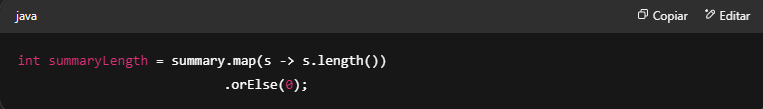 java
Copiar
Editar
int summaryLength = summary.map(s -> s.length())
.orElse(0);